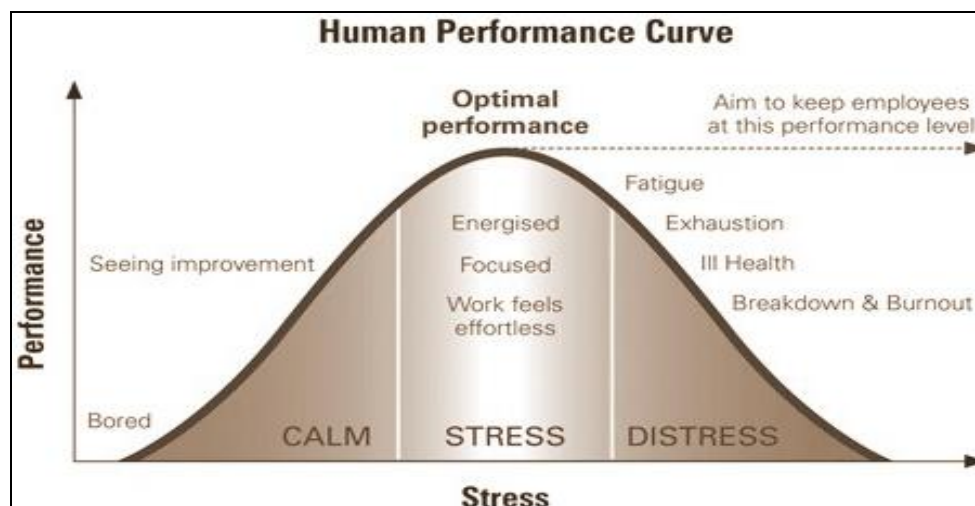 Human Performance Curve
Optimal
performance
Aim to keep employees
at this performance level
Fatigue
Energised
Exhaustion
Seeing improvement
Focused
Ill Health
Work feels
effortless
Breakdown & Burnout
Performance
Bored
CALM
STRESS
DISTRESS
Stress